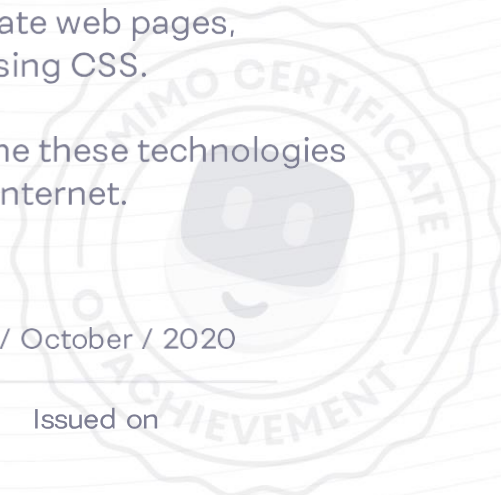 ate web pages,
sing CSS.
MIMO CERTIFICATE
ne these technologies
nternet.
/ October / 2020
Issued on
OF ACHIEVEMENT